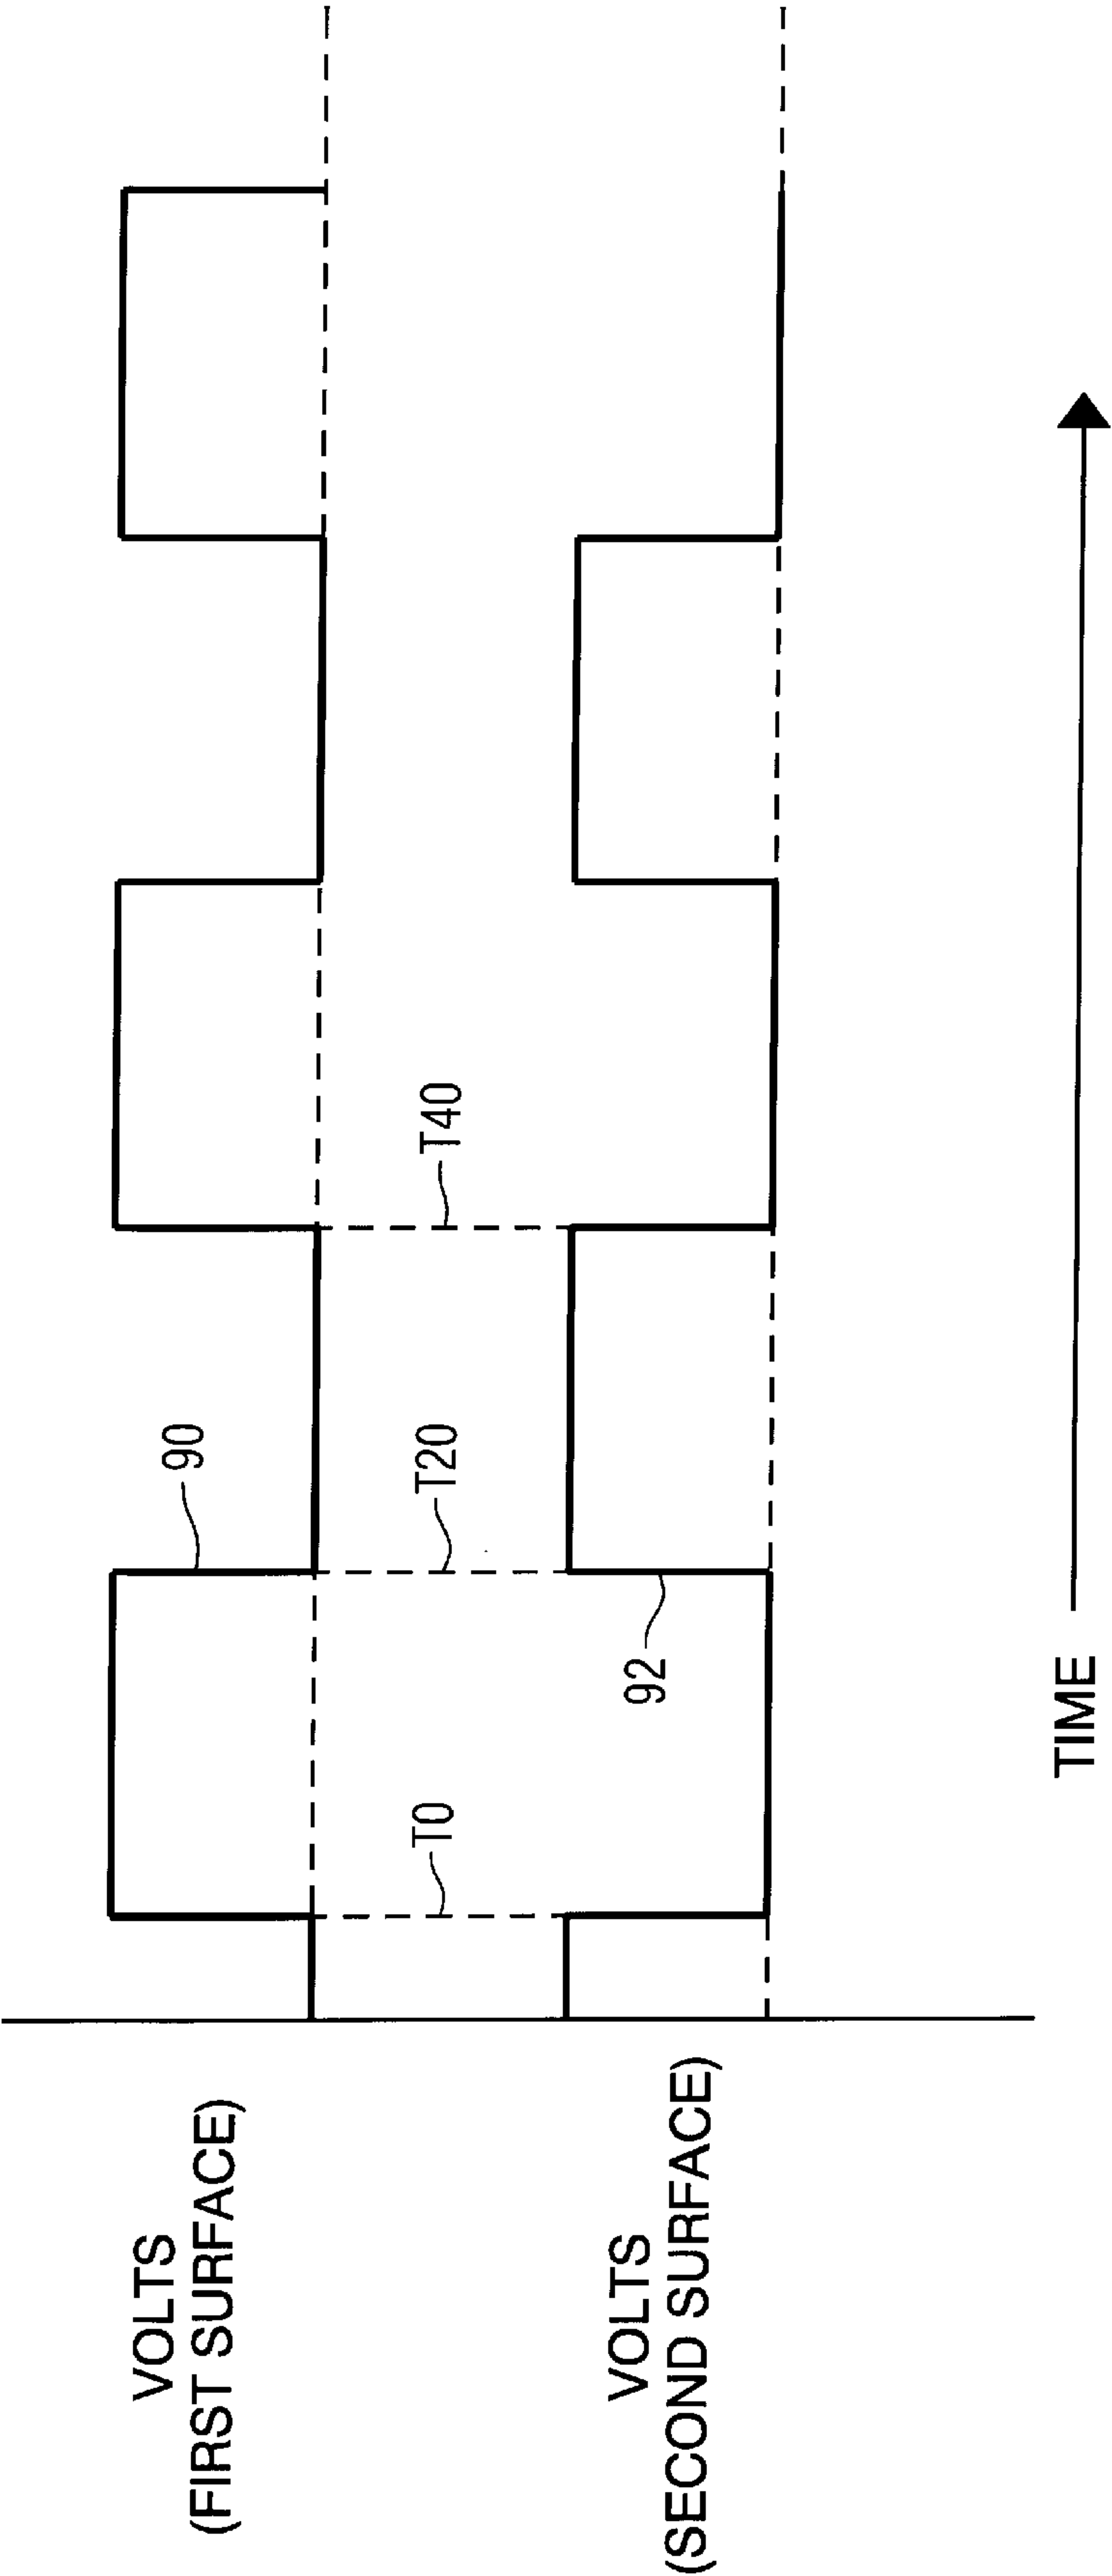 VOLTS
(FIRST SURFACE)
90
T0
T20
T40
VOLTS
(SECOND SURFACE)
92
TIME